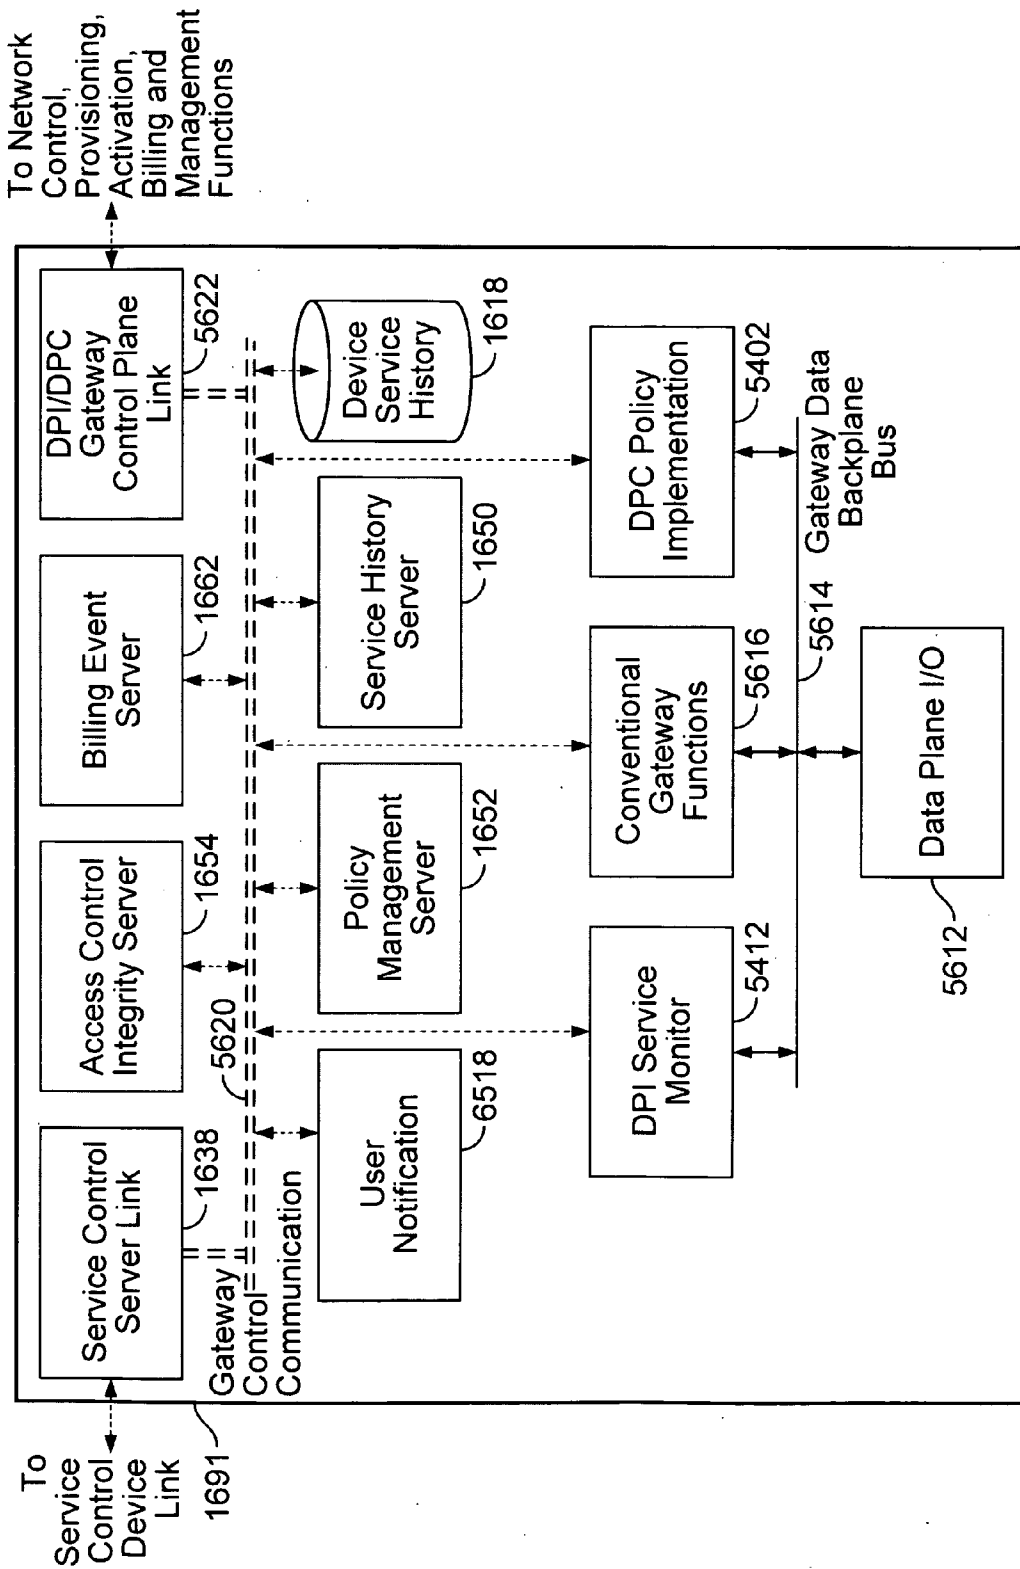 To
Service
Control
Device
Link
1691
Service Control
Server Link
1638
Access Control
Integrity Server
1654
Billing Event
Server
1662
DPI/DPC
Gateway
Control Plane
Link
5622
To Network
Control,
Provisioning,
Activation,
Billing and
Management
Functions
Gateway
Control
Communication
5620
User
Notification
6518
Policy
Management
Server
1652
Service History
Server
1650
Device
Service
History
1618
DPI Service
Monitor
5412
Conventional
Gateway
Functions
5616
DPC Policy
Implementation
5402
5614
Gateway Data
Backplane
Bus
Data Plane I/O
5612